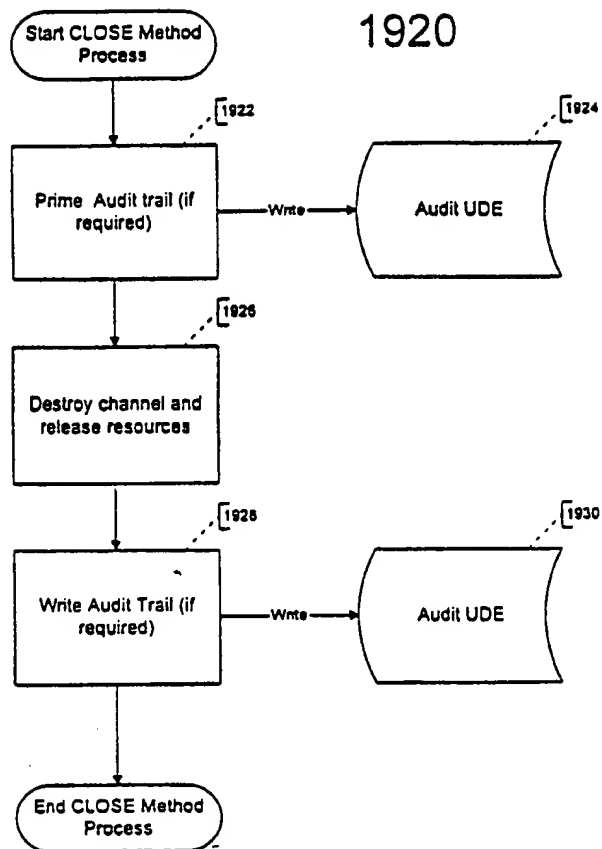 Start CLOSE Method
Process
1920
1922
1924
Prime Audit trail (if
required)
Write
Audit UDE
1926
Destroy channel and
release resources
1928
1930
Write Audit Trail (if
required)
Write
Audit UDE
End CLOSE Method
Process